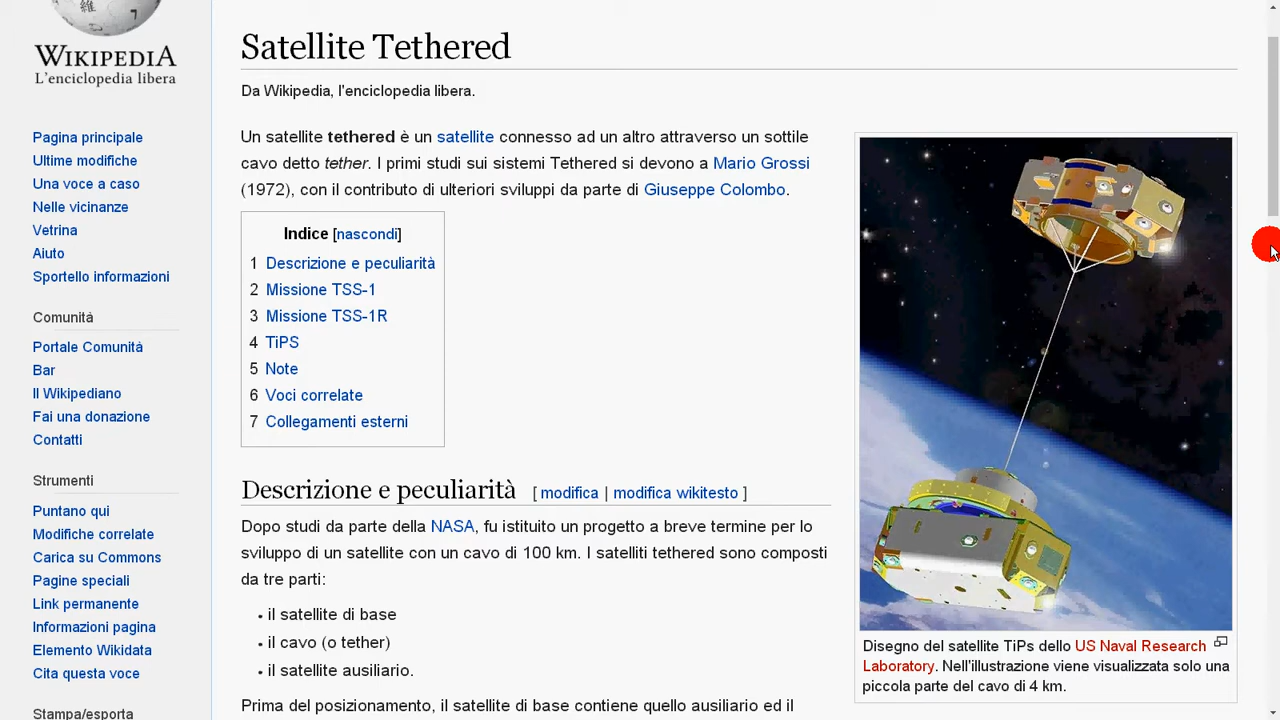 WIKIPEDIA
L'enciclopedia libera
Pagina principale
Ultime modifiche
Una voce a caso
Nelle vicinanze
Vetrina
Aiuto
Sportello informazioni
Comunità
Portale Comunità
Bar
Il Wikipediano
Fai una donazione
Contatti
Strumenti
Puntano qui
Modifiche correlate
Carica su Commons
Pagine speciali
Link permanente
Informazioni pagina
Elemento Wikidata
Cita questa voce
Stampa/esporta
Satellite Tethered
Da Wikipedia, l'enciclopedia libera.
Un satellite tethered è un satellite connesso ad un altro attraverso un sottile
cavo detto tether. I primi studi sui sistemi Tethered si devono a Mario Grossi
(1972), con il contributo di ulteriori sviluppi da parte di Giuseppe Colombo.
Indice [nascondi]
1 Descrizione e peculiarità
2 Missione TSS-1
3 Missione TSS-1R
4 TiPS
5 Note
6 Voci correlate
7 Collegamenti esterni
Descrizione e peculiarità [ modifica | modifica wikitesto ]
Dopo studi da parte della NASA, fu istituito un progetto a breve termine per lo
sviluppo di un satellite con un cavo di 100 km. I satelliti tethered sono composti
da tre parti:
• il satellite di base
• il cavo (o tether)
• il satellite ausiliario.
Prima del posizionamento, il satellite di base contiene quello ausiliario ed il
Disegno del satellite TiPs dello US Naval Research
Laboratory. Nell'illustrazione viene visualizzata solo una
piccola parte del cavo di 4 km.